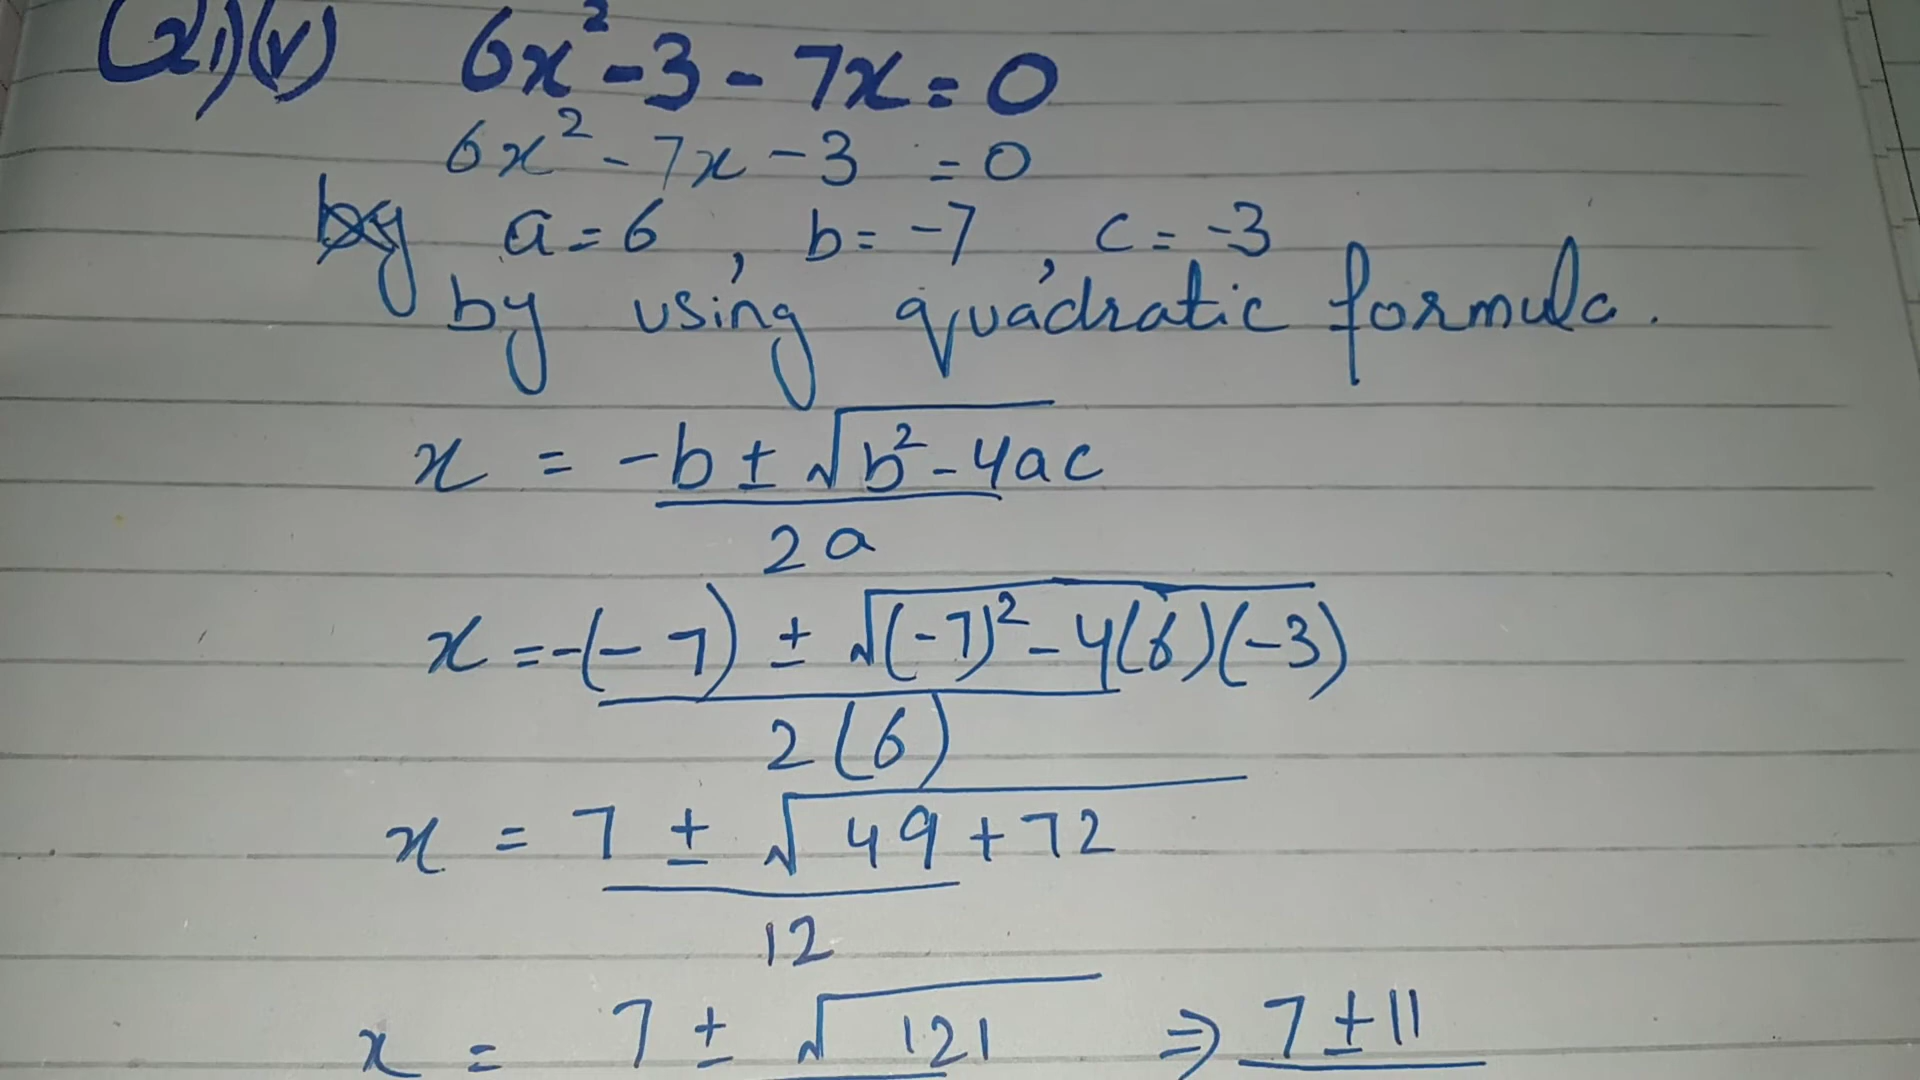 (Q1)(v) 6x² - 3 - 7x = 0
6x² - 7x - 3 = 0
a = 6 , b = -7 , c = -3
by using quadratic formula.
x = -b ± √b² - 4ac
2a
x = -(-7) ± √(-7)² - 4(6)(-3)
2(6)
x = 7 ± √49 + 72
12
x = 7 ± √121 ⇒ 7 ± 11